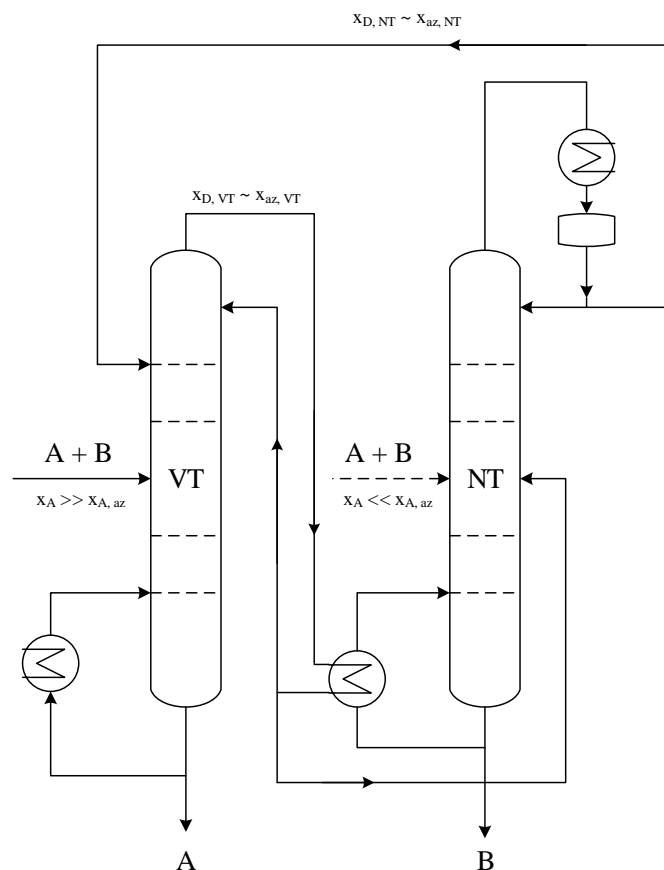 x_D, NT ~ x_az, NT
x_D, VT ~ x_az, VT
A + B
x_A >> x_A, az
VT
A + B
x_A << x_A, az
NT
A
B